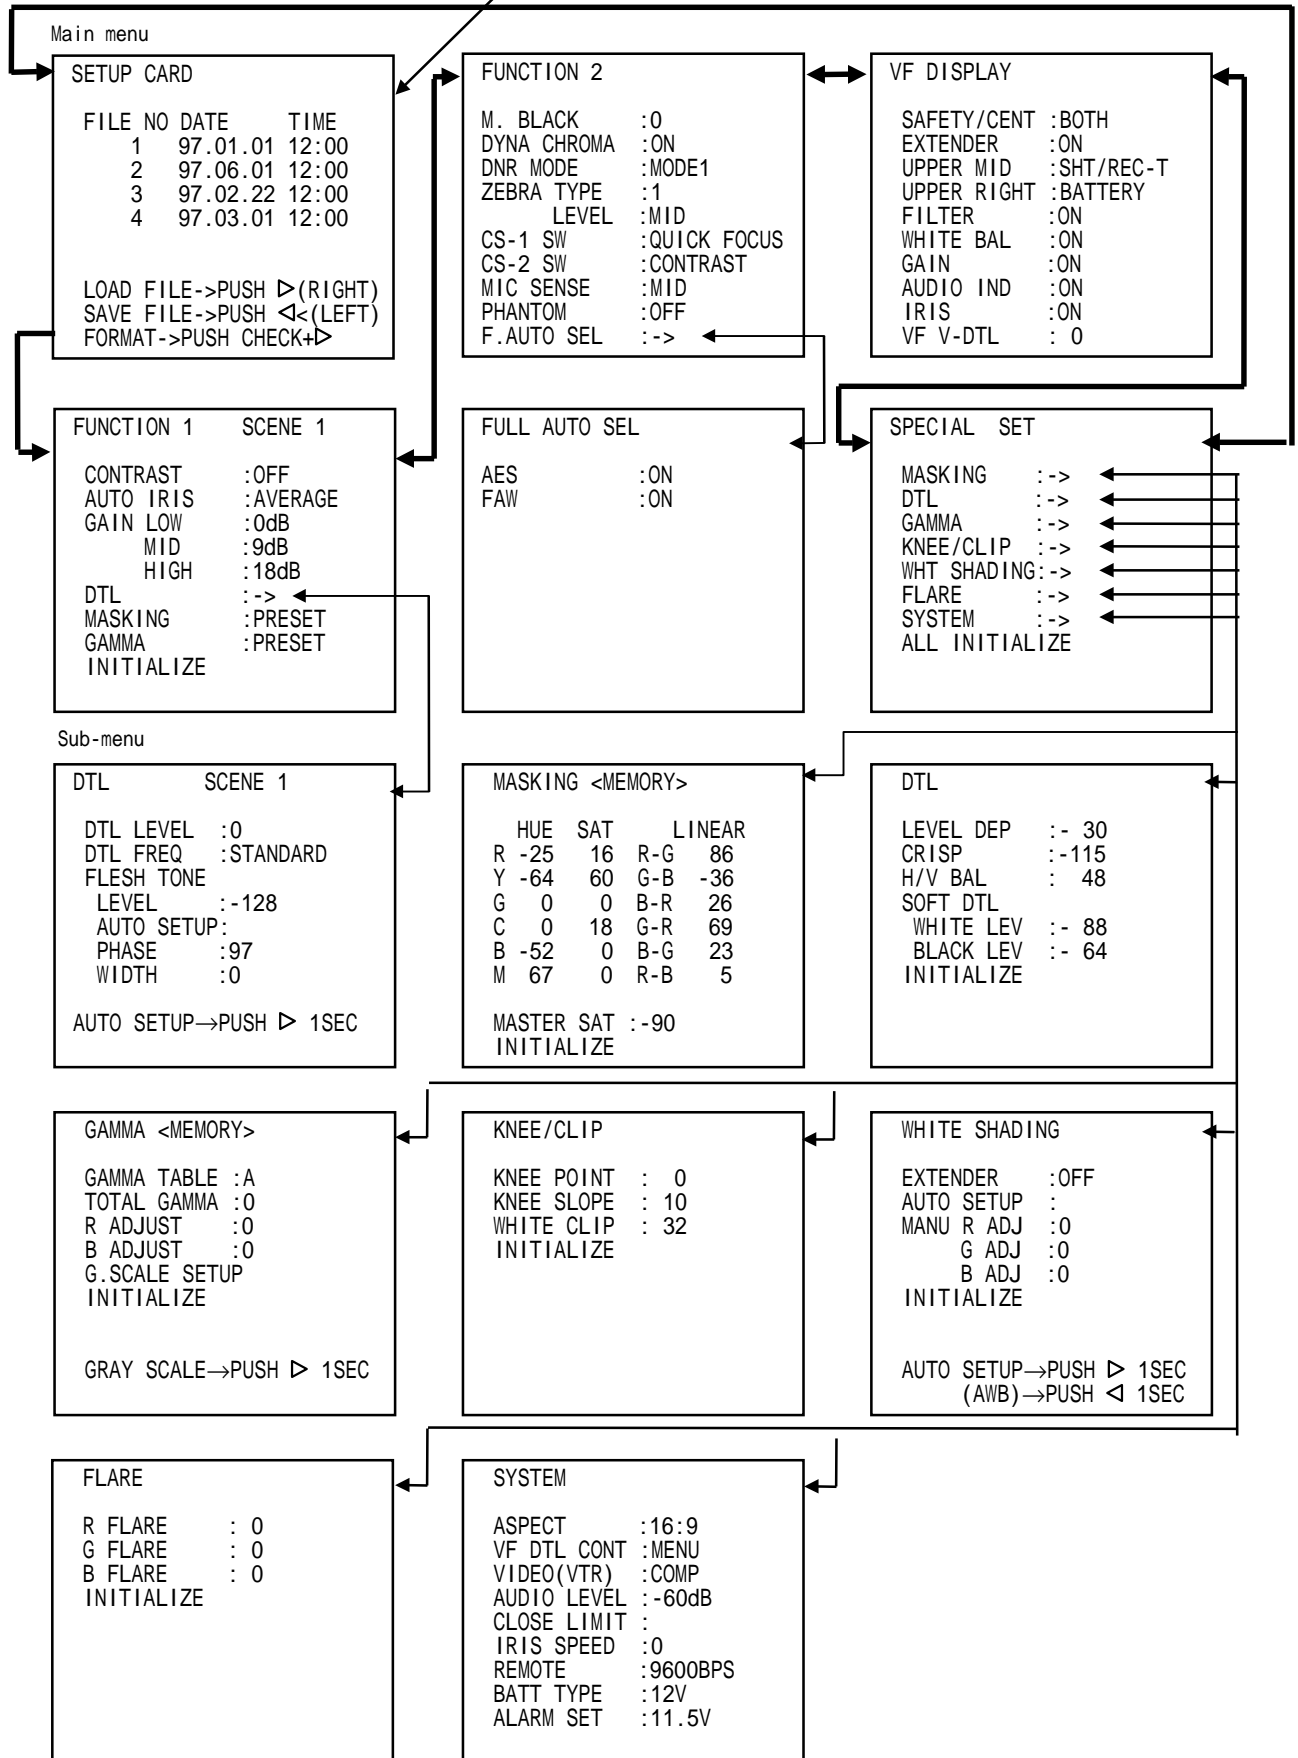 Main menu
SETUP CARD
FILE NO DATE TIME
1 97.01.01 12:00
2 97.06.01 12:00
3 97.02.22 12:00
4 97.03.01 12:00
LOAD FILE->PUSH ▷(RIGHT)
SAVE FILE->PUSH ◁<(LEFT)
FORMAT->PUSH CHECK+▷
FUNCTION 2
M. BLACK :0
DYNA CHROMA :ON
DNR MODE :MODE1
ZEBRA TYPE :1
LEVEL :MID
CS-1 SW :QUICK FOCUS
CS-2 SW :CONTRAST
MIC SENSE :MID
PHANTOM :OFF
F.AUTO SEL :->
VF DISPLAY
SAFETY/CENT :BOTH
EXTENDER :ON
UPPER MID :SHT/REC-T
UPPER RIGHT :BATTERY
FILTER :ON
WHITE BAL :ON
GAIN :ON
AUDIO IND :ON
IRIS :ON
VF V-DTL : 0
FUNCTION 1 SCENE 1
CONTRAST :OFF
AUTO IRIS :AVERAGE
GAIN LOW :0dB
MID :9dB
HIGH :18dB
DTL :->
MASKING :PRESET
GAMMA :PRESET
INITIALIZE
FULL AUTO SEL
AES :ON
FAW :ON
SPECIAL SET
MASKING :->
DTL :->
GAMMA :->
KNEE/CLIP :->
WHT SHADING:->
FLARE :->
SYSTEM :->
ALL INITIALIZE
Sub-menu
DTL SCENE 1
DTL LEVEL :0
DTL FREQ :STANDARD
FLESH TONE
LEVEL :-128
AUTO SETUP:
PHASE :97
WIDTH :0
AUTO SETUP→PUSH ▷ 1SEC
MASKING <MEMORY>
HUE SAT LINEAR
R -25 16 R-G 86
Y -64 60 G-B -36
G 0 0 B-R 26
C 0 18 G-R 69
B -52 0 B-G 23
M 67 0 R-B 5
MASTER SAT :-90
INITIALIZE
DTL
LEVEL DEP :- 30
CRISP :-115
H/V BAL : 48
SOFT DTL
WHITE LEV :- 88
BLACK LEV :- 64
INITIALIZE
GAMMA <MEMORY>
GAMMA TABLE :A
TOTAL GAMMA :0
R ADJUST :0
B ADJUST :0
G.SCALE SETUP
INITIALIZE
GRAY SCALE→PUSH ▷ 1SEC
KNEE/CLIP
KNEE POINT : 0
KNEE SLOPE : 10
WHITE CLIP : 32
INITIALIZE
WHITE SHADING
EXTENDER :OFF
AUTO SETUP :
MANU R ADJ :0
G ADJ :0
B ADJ :0
INITIALIZE
AUTO SETUP→PUSH ▷ 1SEC
(AWB)→PUSH ◁ 1SEC
FLARE
R FLARE : 0
G FLARE : 0
B FLARE : 0
INITIALIZE
SYSTEM
ASPECT :16:9
VF DTL CONT :MENU
VIDEO(VTR) :COMP
AUDIO LEVEL :-60dB
CLOSE LIMIT :
IRIS SPEED :0
REMOTE :9600BPS
BATT TYPE :12V
ALARM SET :11.5V